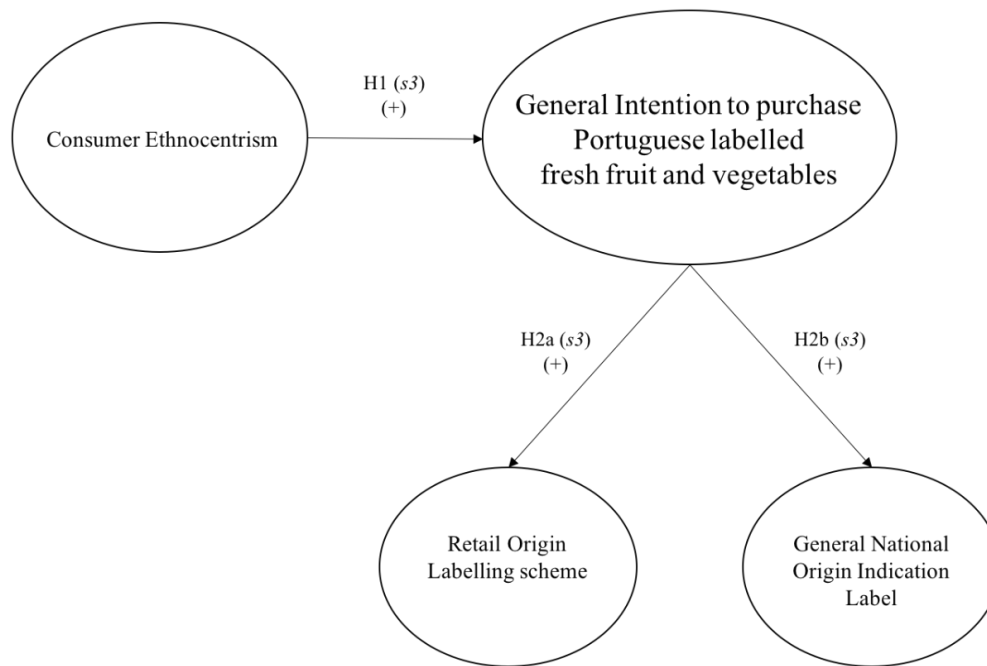 H1 (s3)
(+)
Consumer Ethnocentrism
General Intention to purchase
Portuguese labelled
fresh fruit and vegetables
H2a (s3)
(+)
H2b (s3)
(+)
Retail Origin
Labelling scheme
General National
Origin Indication
Label